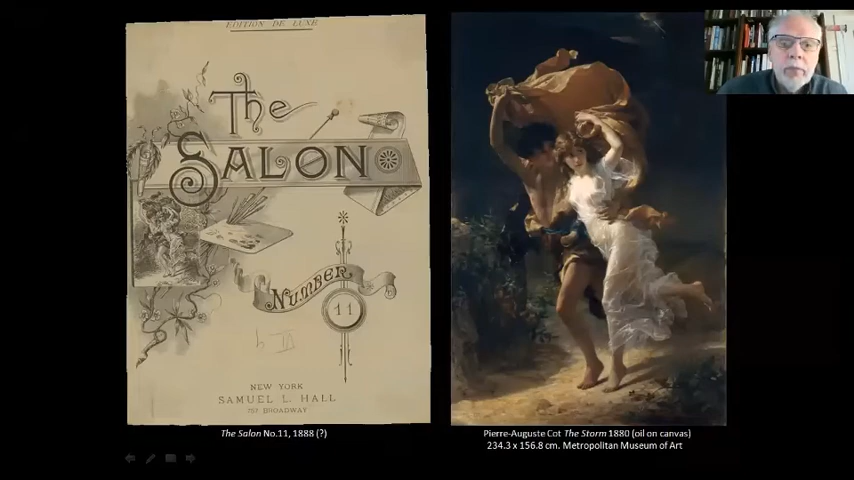 EDITION DE LUXE
The
SALON
NUMBER
11
NEW YORK
SAMUEL L. HALL
757 BROADWAY
The Salon No.11, 1888 (?)
Pierre-Auguste Cot The Storm 1880 (oil on canvas)
234.3 x 156.8 cm. Metropolitan Museum of Art